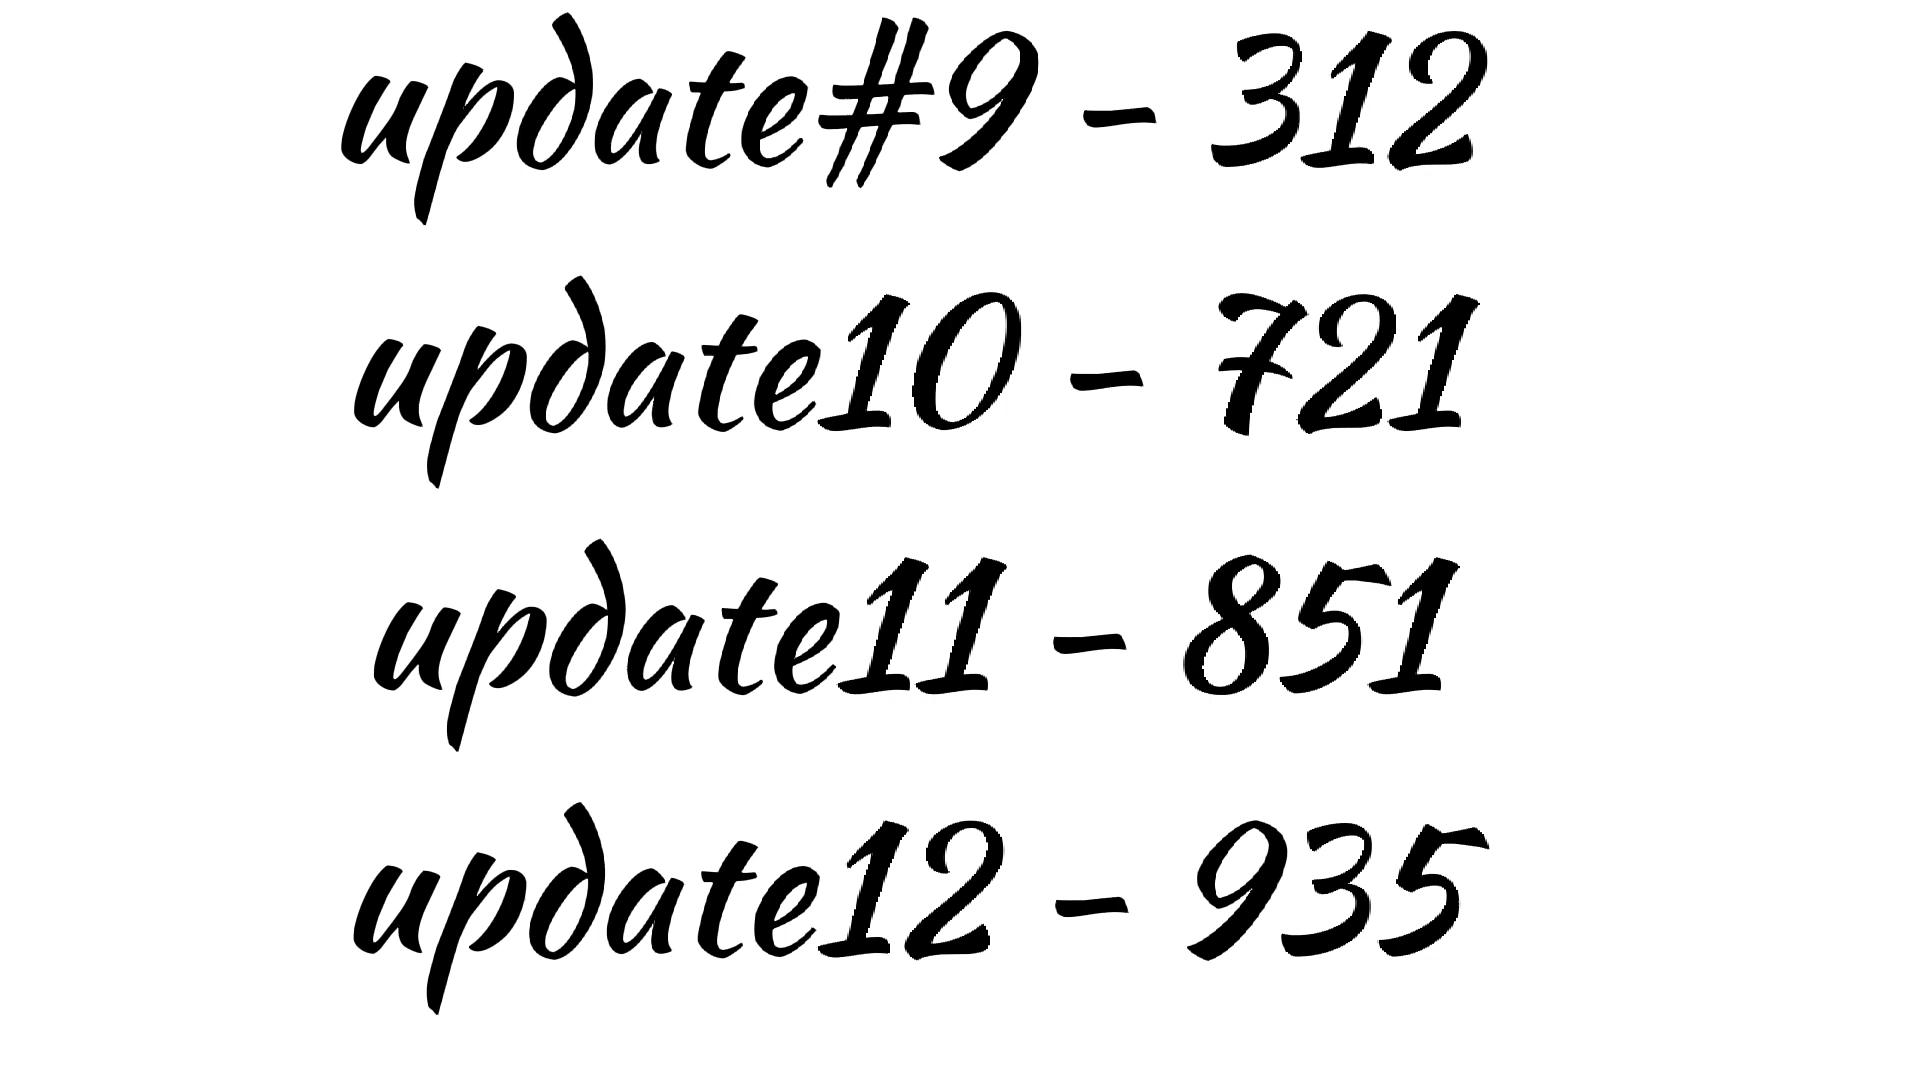 update#9 - 312
update10 - 721
update11 - 851
update12 - 935